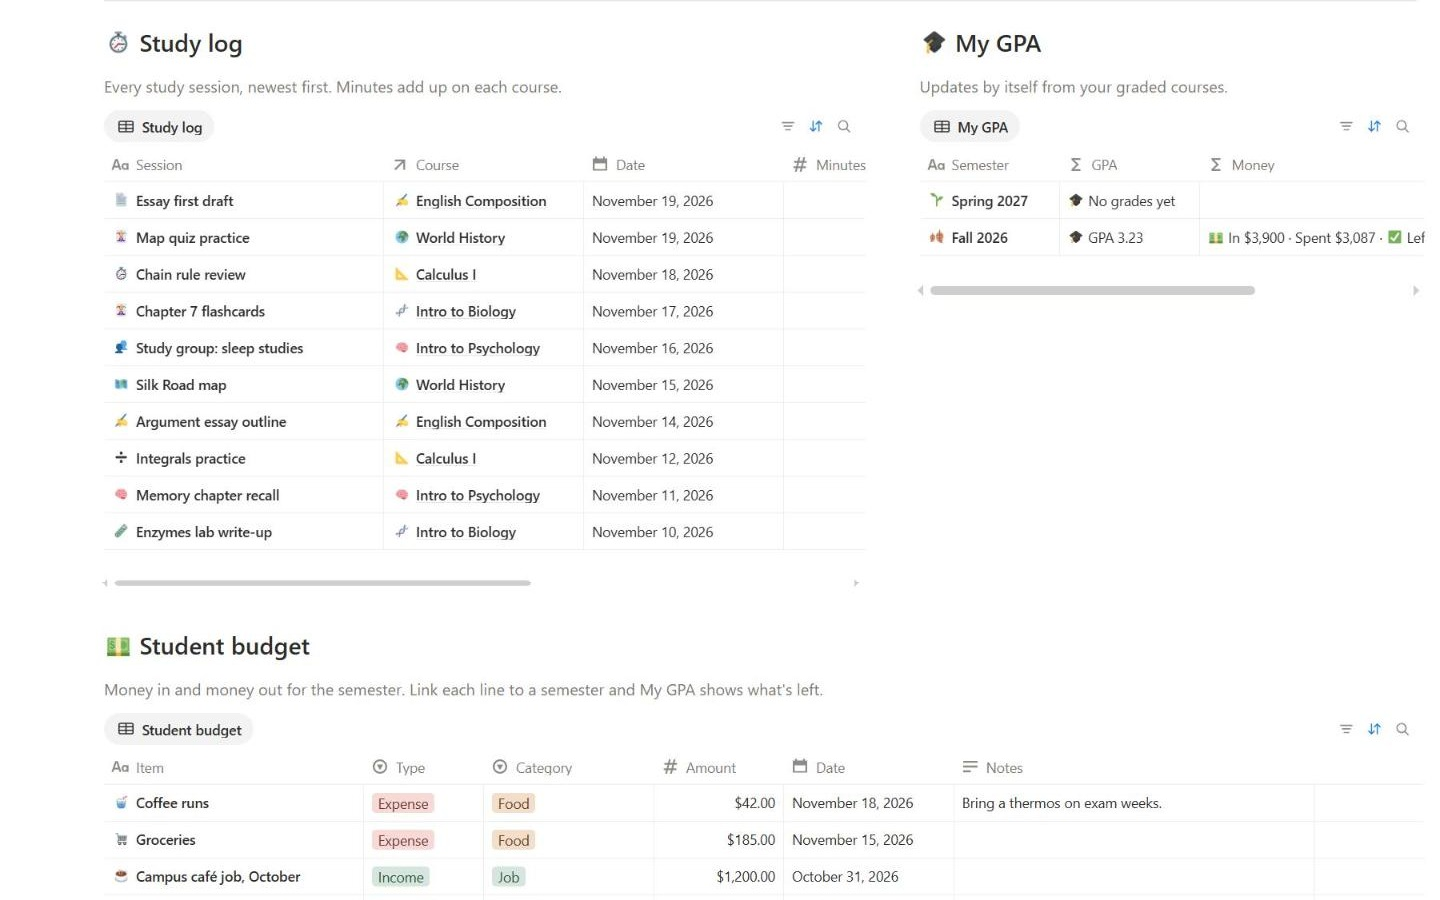 Study log
Every study session, newest first. Minutes add up on each course.
Study log
Aa Session Course Date # Minutes
Essay first draft English Composition November 19, 2026
Map quiz practice World History November 19, 2026
Chain rule review Calculus I November 18, 2026
Chapter 7 flashcards Intro to Biology November 17, 2026
Study group: sleep studies Intro to Psychology November 16, 2026
Silk Road map World History November 15, 2026
Argument essay outline English Composition November 14, 2026
Integrals practice Calculus I November 12, 2026
Memory chapter recall Intro to Psychology November 11, 2026
Enzymes lab write-up Intro to Biology November 10, 2026
My GPA
Updates by itself from your graded courses.
My GPA
Aa Semester Σ GPA Σ Money
Spring 2027 No grades yet
Fall 2026 GPA 3.23 In $3,900 · Spent $3,087 · Lef
Student budget
Money in and money out for the semester. Link each line to a semester and My GPA shows what's left.
Student budget
Aa Item Type Category # Amount Date Notes
Coffee runs Expense Food $42.00 November 18, 2026 Bring a thermos on exam weeks.
Groceries Expense Food $185.00 November 15, 2026
Campus café job, October Income Job $1,200.00 October 31, 2026